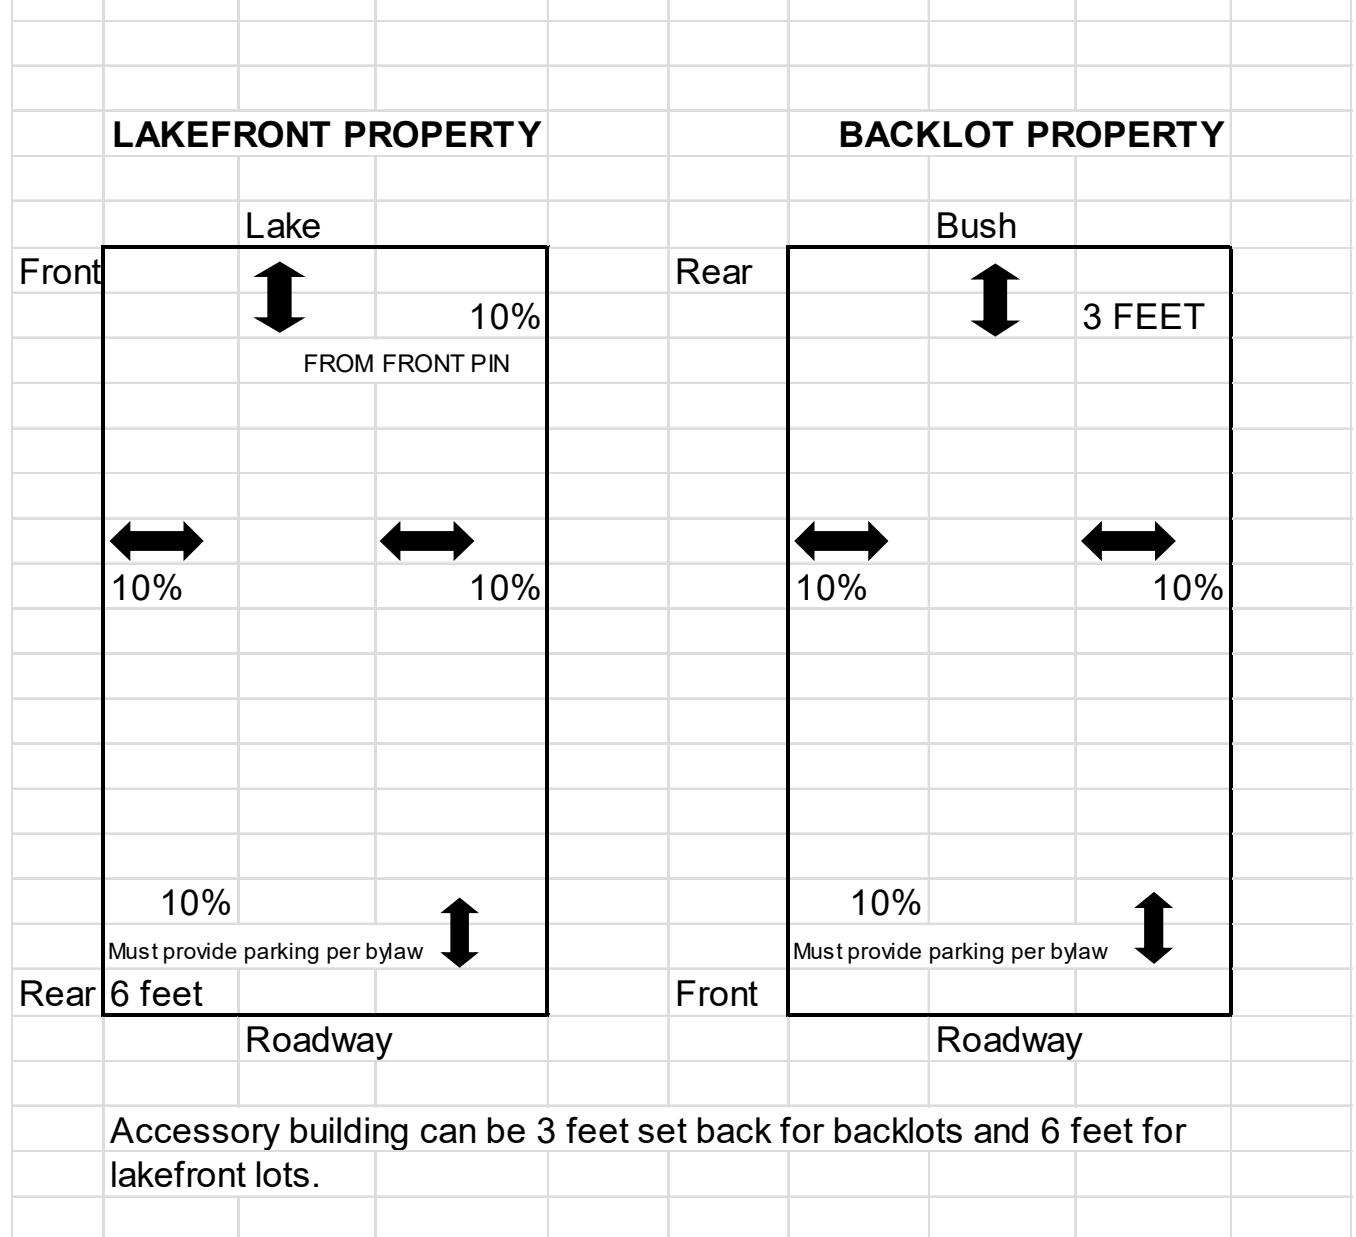 LAKEFRONT PROPERTY
BACKLOT PROPERTY
Lake
Bush
Front
Rear
10%
3 FEET
FROM FRONT PIN
10%
10%
10%
10%
10%
10%
Must provide parking per bylaw
Must provide parking per bylaw
Rear
6 feet
Front
Roadway
Roadway
Accessory building can be 3 feet set back for backlots and 6 feet for
lakefront lots.